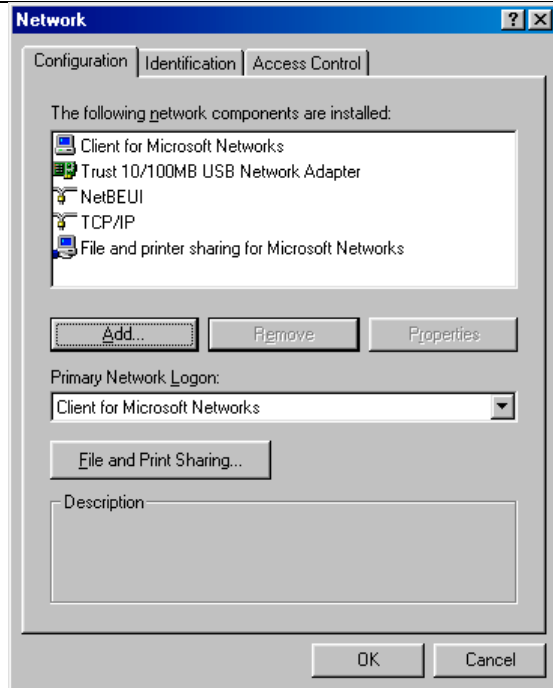 Network
Configuration Identification Access Control
The following network components are installed:
Client for Microsoft Networks
Trust 10/100MB USB Network Adapter
NetBEUI
TCP/IP
File and printer sharing for Microsoft Networks
Add... Remove Properties
Primary Network Logon:
Client for Microsoft Networks
File and Print Sharing...
Description
OK Cancel